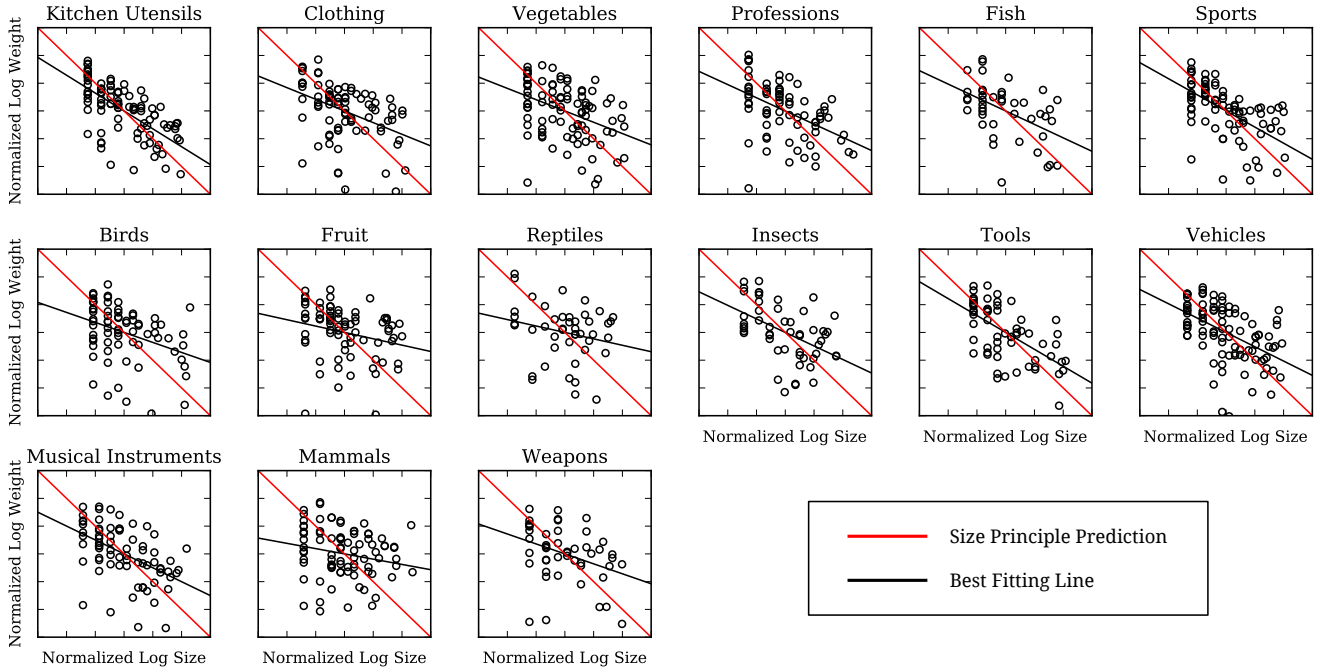 Kitchen Utensils
Clothing
Vegetables
Professions
Fish
Sports
Normalized Log Weight
Birds
Fruit
Reptiles
Insects
Tools
Vehicles
Normalized Log Weight
Normalized Log Size
Normalized Log Size
Normalized Log Size
Musical Instruments
Mammals
Weapons
Normalized Log Weight
Size Principle Prediction
Best Fitting Line
Normalized Log Size
Normalized Log Size
Normalized Log Size